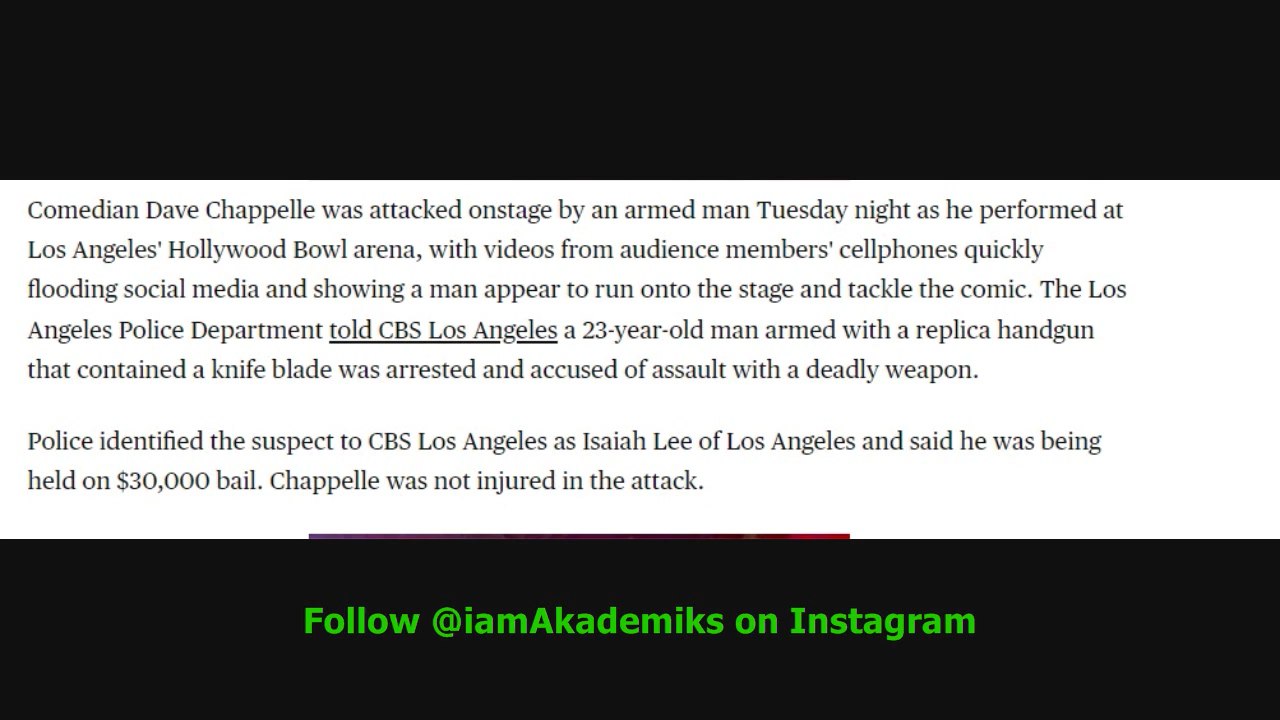 Comedian Dave Chappelle was attacked onstage by an armed man Tuesday night as he performed at
Los Angeles' Hollywood Bowl arena, with videos from audience members' cellphones quickly
flooding social media and showing a man appear to run onto the stage and tackle the comic. The Los
Angeles Police Department told CBS Los Angeles a 23-year-old man armed with a replica handgun
that contained a knife blade was arrested and accused of assault with a deadly weapon.
Police identified the suspect to CBS Los Angeles as Isaiah Lee of Los Angeles and said he was being
held on $30,000 bail. Chappelle was not injured in the attack.
Follow @iamAkademiks on Instagram